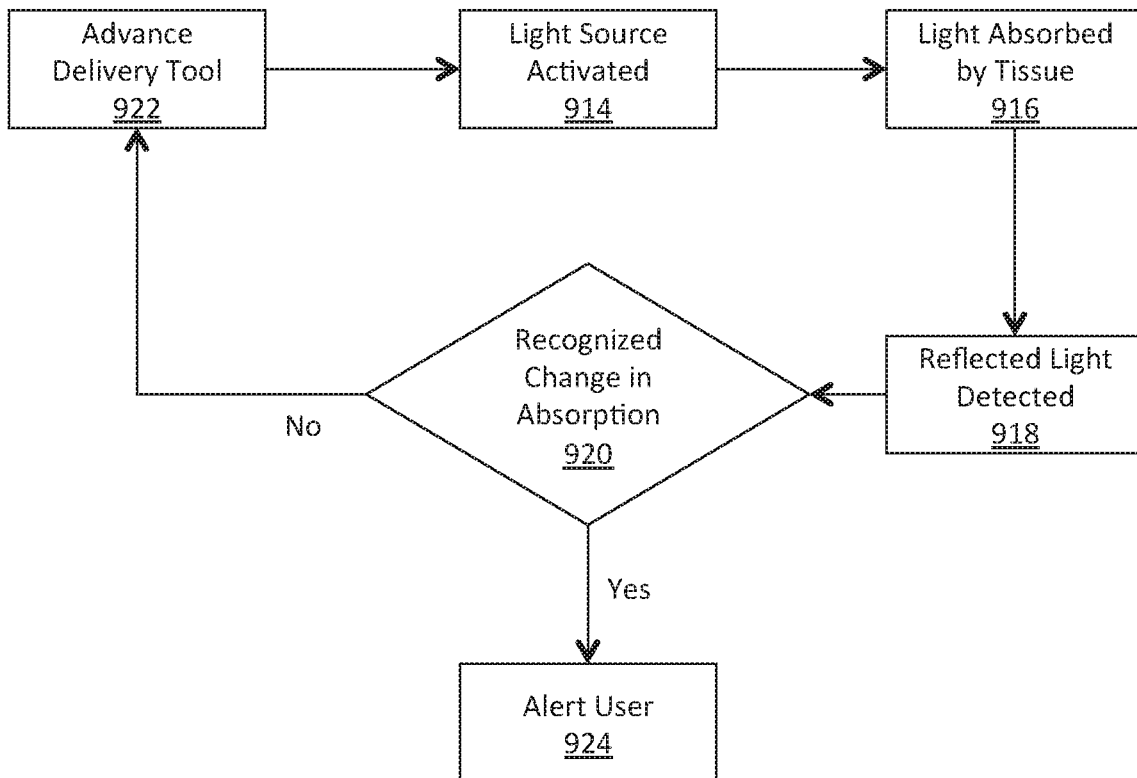 Advance
Delivery Tool
922
Light Source
Activated
914
Light Absorbed
by Tissue
916
Reflected Light
Detected
918
Recognized
Change in
Absorption
920
No
Yes
Alert User
924